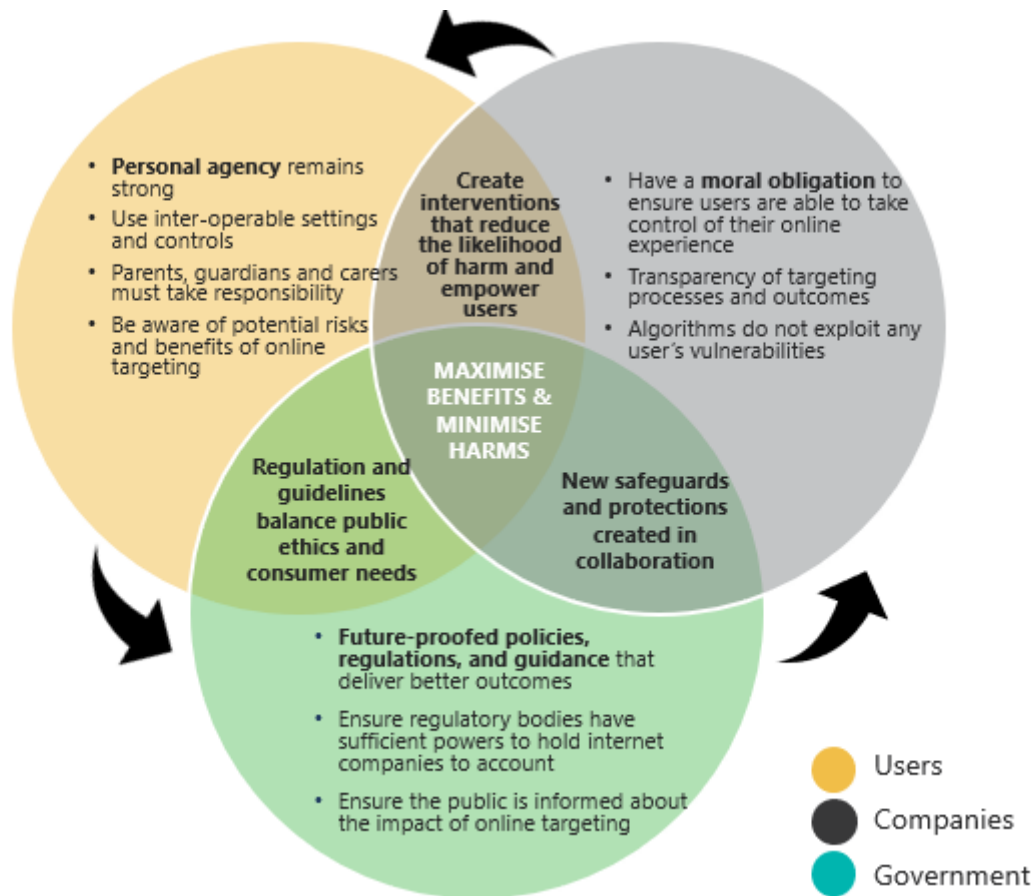 • Personal agency remains
strong
• Use inter-operable settings
and controls
• Parents, guardians and carers
must take responsibility
• Be aware of potential risks
and benefits of online
targeting
Create
interventions
that reduce
the likelihood
of harm and
empower
users
• Have a moral obligation to
ensure users are able to take
control of their online
experience
• Transparency of targeting
processes and outcomes
• Algorithms do not exploit any
user's vulnerabilities
MAXIMISE
BENEFITS &
MINIMISE
HARMS
Regulation and
guidelines
balance public
ethics and
consumer needs
New safeguards
and protections
created in
collaboration
• Future-proofed policies,
regulations, and guidance that
deliver better outcomes
• Ensure regulatory bodies have
sufficient powers to hold internet
companies to account
• Ensure the public is informed about
the impact of online targeting
Users
Companies
Government